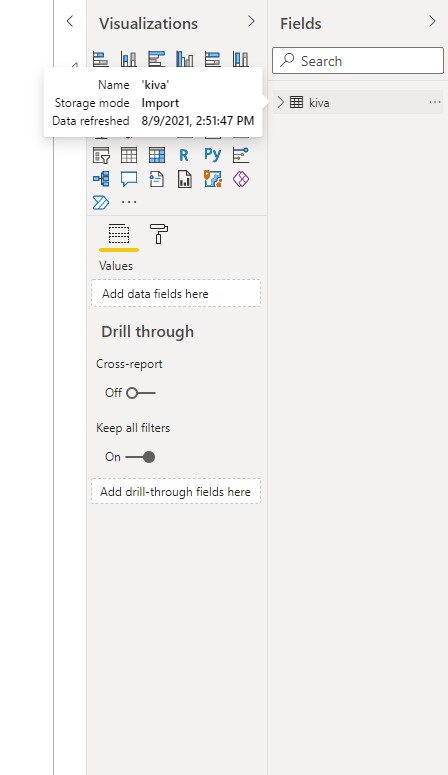 Visualizations
Fields
Search
Name 'kiva'
Storage mode Import
Data refreshed 8/9/2021, 2:51:47 PM
kiva
R Py
Values
Add data fields here
Drill through
Cross-report
Off
Keep all filters
On
Add drill-through fields here